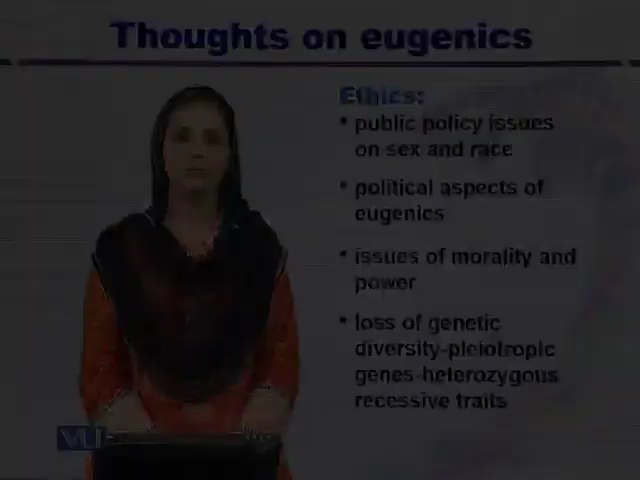 Thoughts on eugenics
Ethics:
• public policy issues
on sex and race
• political aspects of
eugenics
• issues of morality and
power
• loss of genetic
diversity-pleiotropic
genes-heterozygous
recessive traits
VU